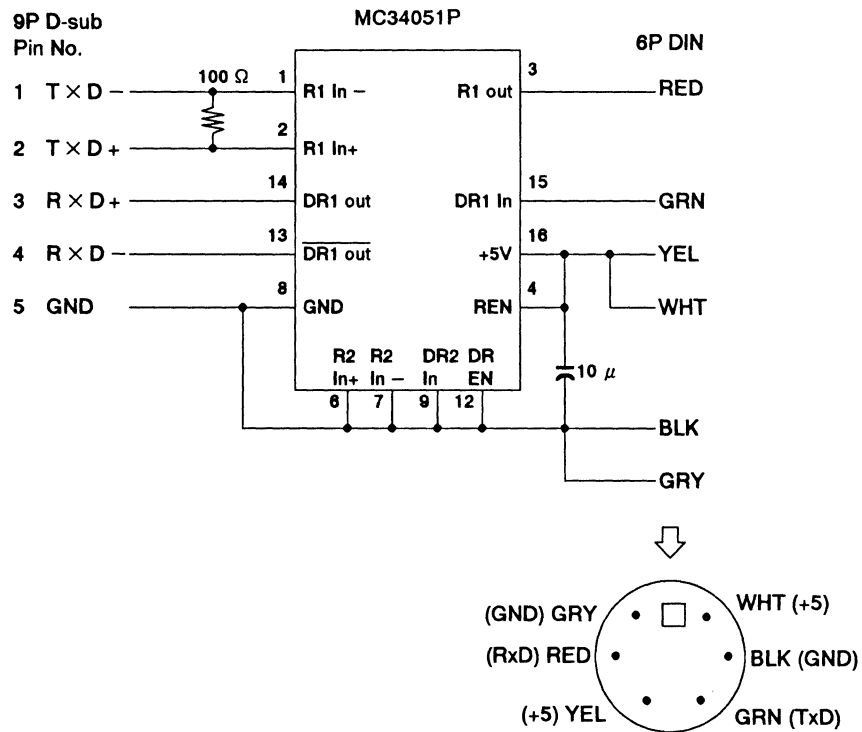 9P D-sub
Pin No.
MC34051P
6P DIN
1 T × D −
100 Ω
1 R1 In −
R1 out 3
RED
2 T × D +
2 R1 In+
3 R × D +
14 DR1 out
DR1 In 15
GRN
4 R × D −
13 DR1 out
+5V 16
YEL
5 GND
8 GND
REN 4
WHT
R2 R2 DR2 DR
In+ In − In EN
6 7 9 12
10 μ
BLK
GRY
(GND) GRY
WHT (+5)
(RxD) RED
BLK (GND)
(+5) YEL
GRN (TxD)